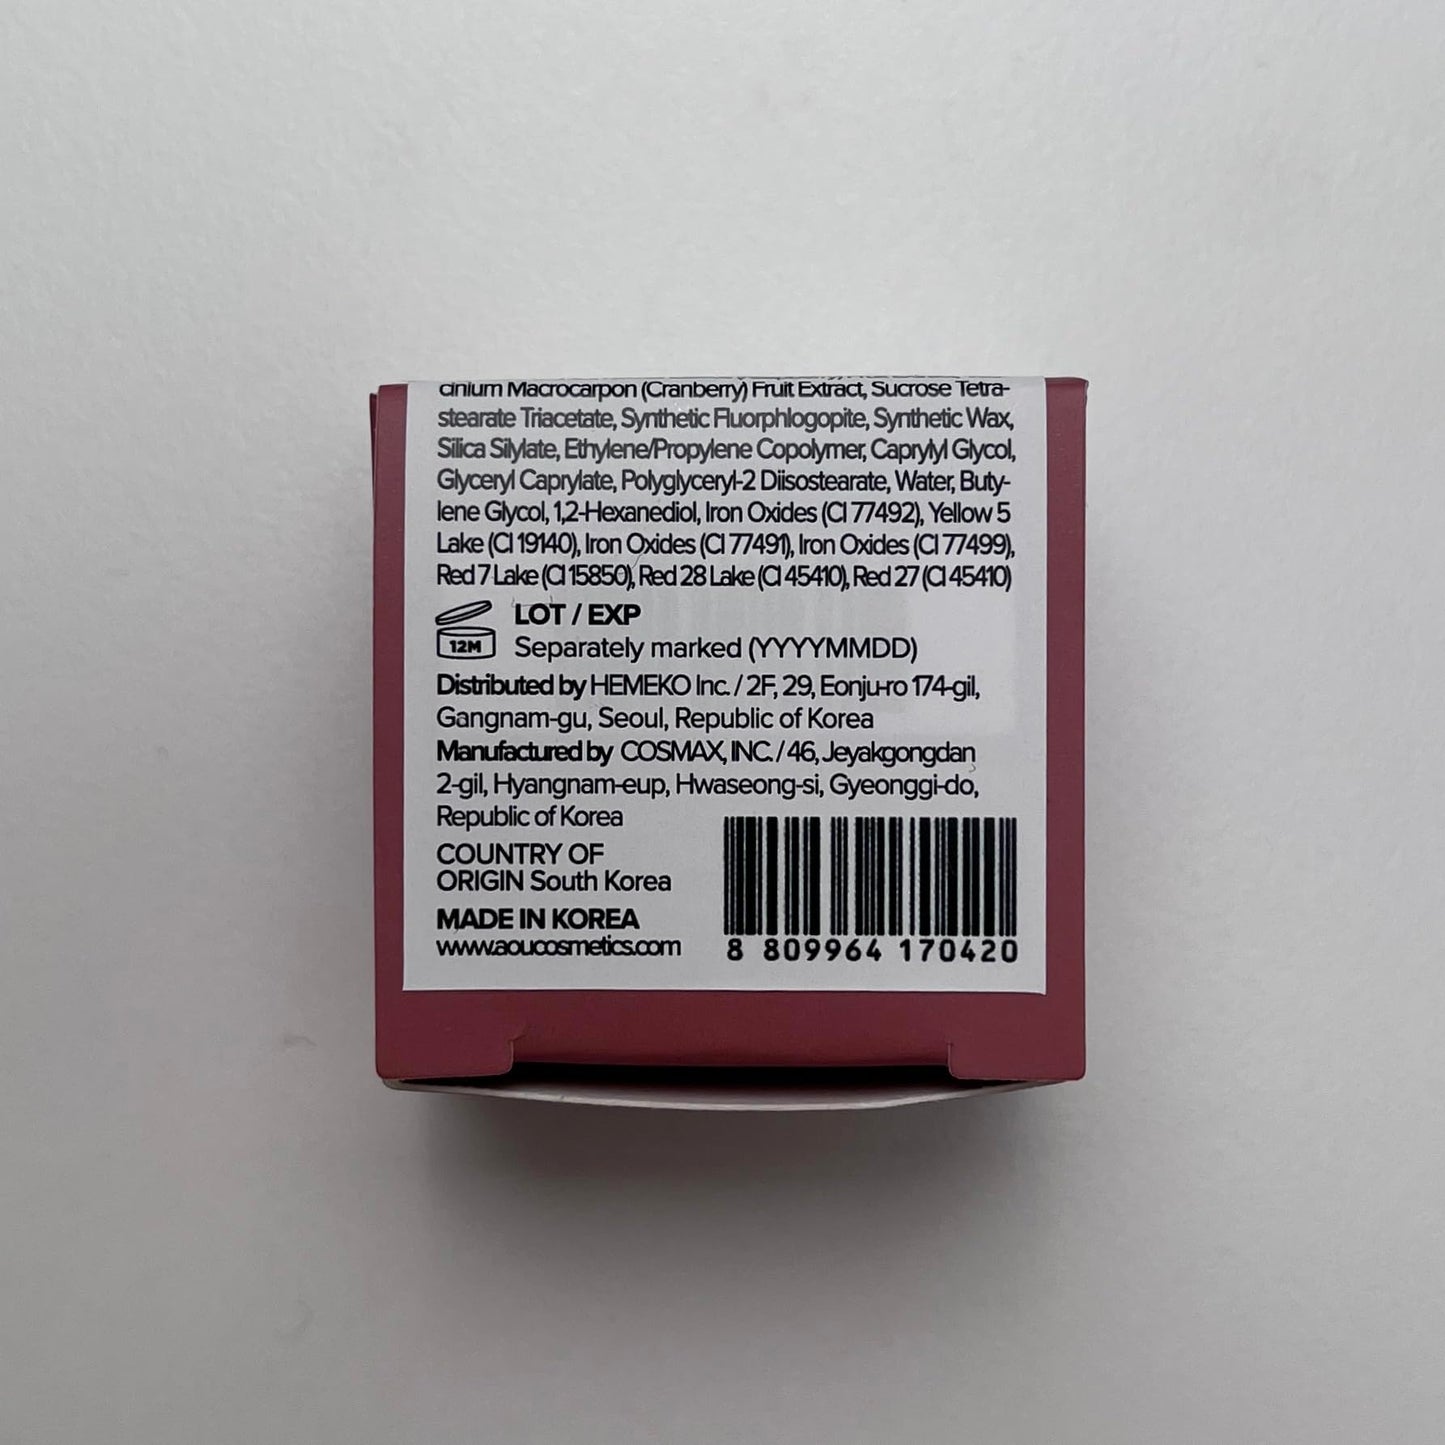 cinium Macrocarpon (Cranberry) Fruit Extract, Sucrose Tetra-
stearate Triacetate, Synthetic Fluorphlogopite, Synthetic Wax,
Silica Silylate, Ethylene/Propylene Copolymer, Caprylyl Glycol,
Glyceryl Caprylate, Polyglyceryl-2 Diisostearate, Water, Buty-
lene Glycol, 1,2-Hexanediol, Iron Oxides (CI 77492), Yellow 5
Lake (CI 19140), Iron Oxides (CI 77491), Iron Oxides (CI 77499),
Red 7 Lake (CI 15850), Red 28 Lake (CI 45410), Red 27 (CI 45410)
LOT / EXP
12M Separately marked (YYYYMMDD)
Distributed by HEMEKO Inc. / 2F, 29, Eonju-ro 174-gil,
Gangnam-gu, Seoul, Republic of Korea
Manufactured by COSMAX, INC. / 46, Jeyakgongdan
2-gil, Hyangnam-eup, Hwaseong-si, Gyeonggi-do,
Republic of Korea
COUNTRY OF
ORIGIN South Korea
MADE IN KOREA
www.aoucosmetics.com
8 809964 170420